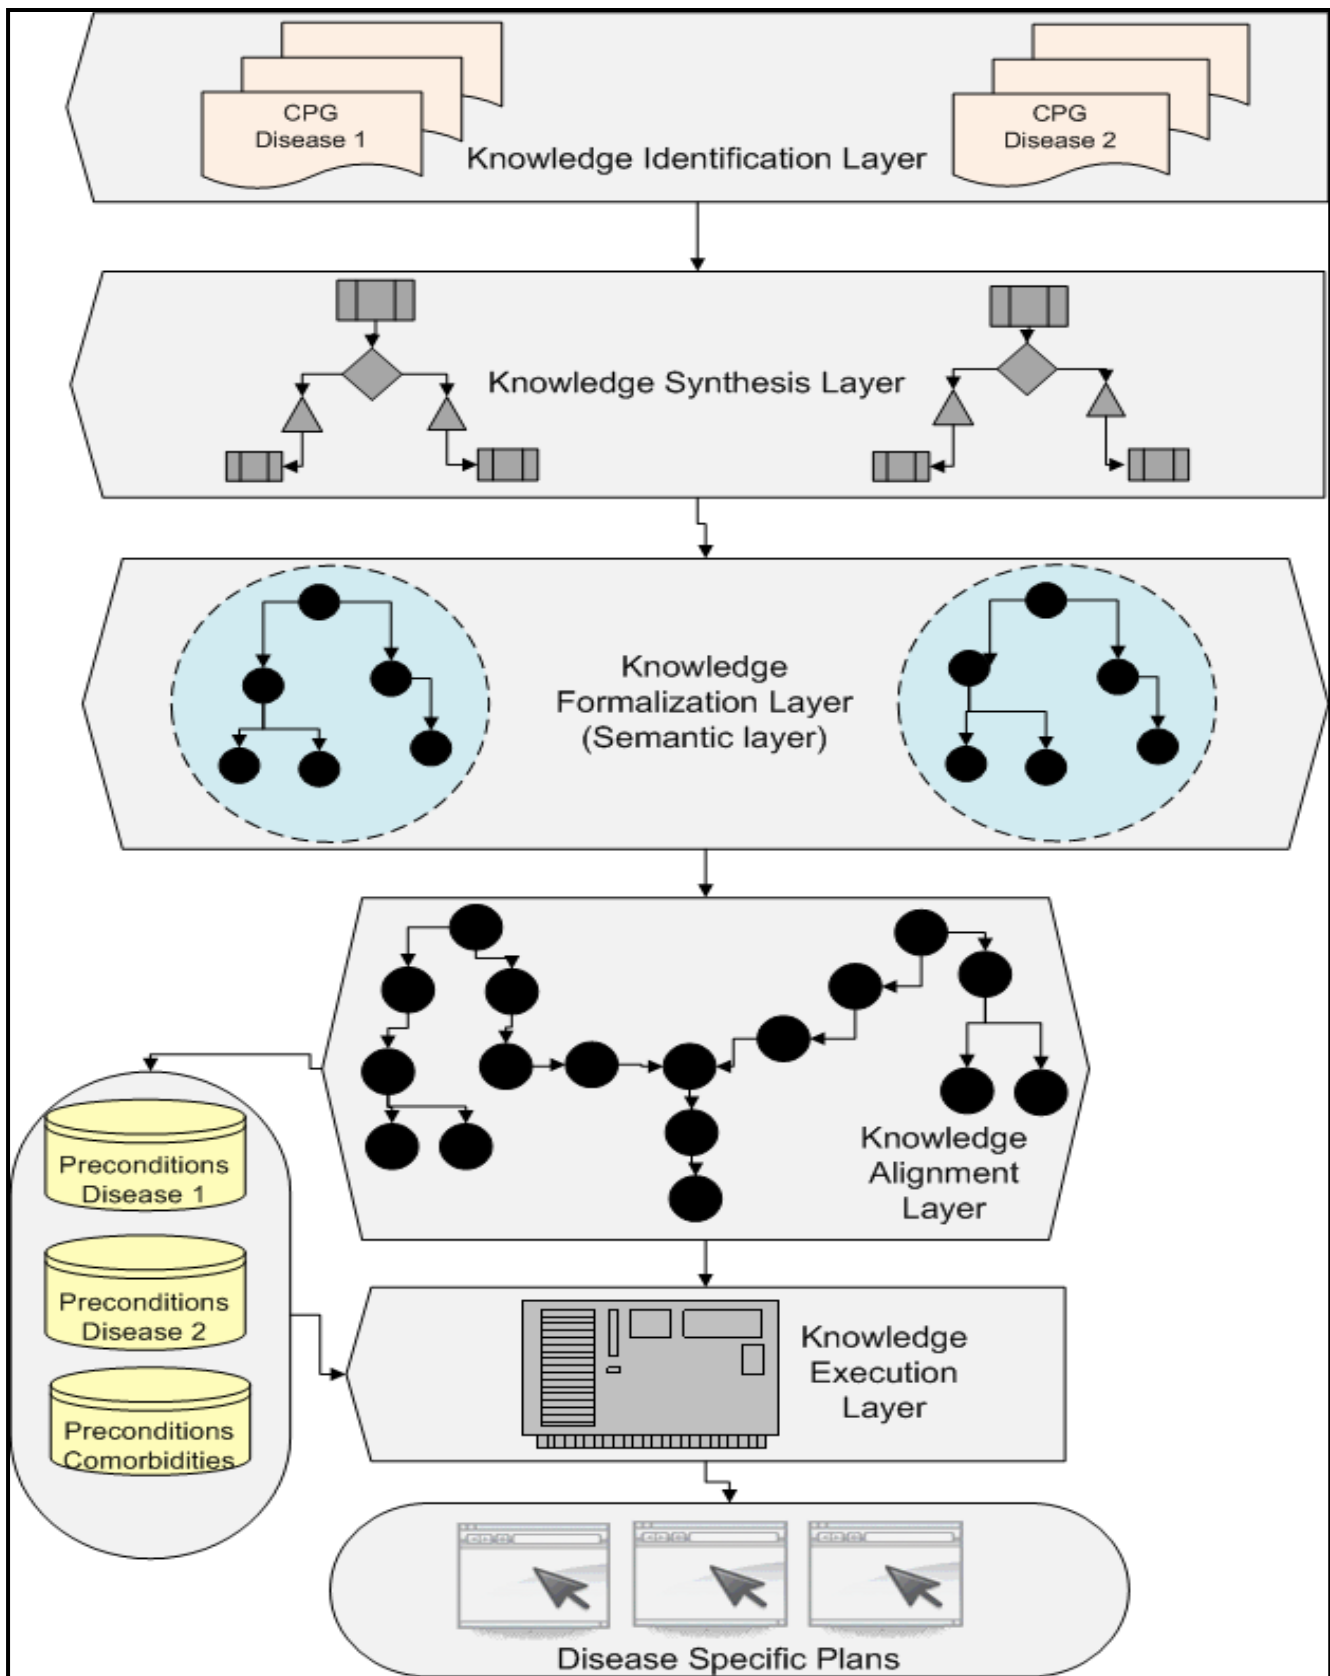 CPG
Disease 1
CPG
Disease 2
Knowledge Identification Layer
Knowledge Synthesis Layer
Knowledge
Formalization Layer
(Semantic layer)
Knowledge
Alignment
Layer
Preconditions
Disease 1
Preconditions
Disease 2
Preconditions
Comorbidities
Knowledge
Execution
Layer
Disease Specific Plans